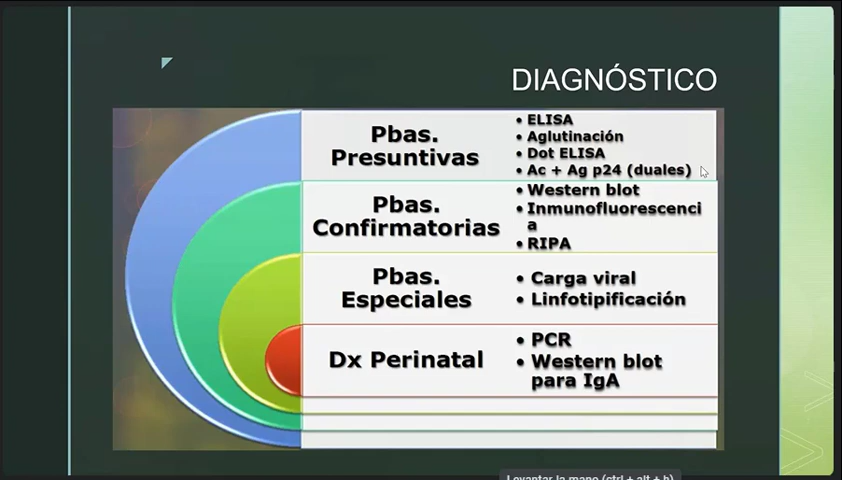 DIAGNÓSTICO
Pbas.
Presuntivas
• ELISA
• Aglutinación
• Dot ELISA
• Ac + Ag p24 (duales)
Pbas.
Confirmatorias
• Western blot
• Inmunofluorescenci
a
• RIPA
Pbas.
Especiales
• Carga viral
• Linfotipificación
Dx Perinatal
• PCR
• Western blot
para IgA
Levantar la mano (ctrl + alt + h)